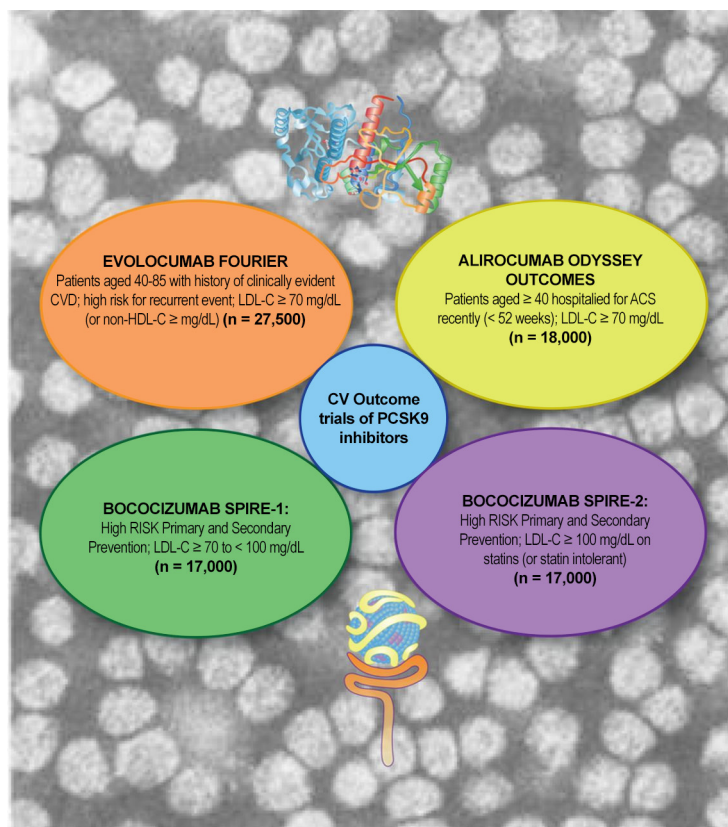 EVOLOCUMAB FOURIER
Patients aged 40-85 with history of clinically evident
CVD; high risk for recurrent event; LDL-C ≥ 70 mg/dL
(or non-HDL-C ≥ mg/dL) (n = 27,500)
ALIROCUMAB ODYSSEY
OUTCOMES
Patients aged ≥ 40 hospitalied for ACS
recently (< 52 weeks); LDL-C ≥ 70 mg/dL
(n = 18,000)
CV Outcome
trials of PCSK9
inhibitors
BOCOCIZUMAB SPIRE-1:
High RISK Primary and Secondary
Prevention; LDL-C ≥ 70 to < 100 mg/dL
(n = 17,000)
BOCOCIZUMAB SPIRE-2:
High RISK Primary and Secondary
Prevention; LDL-C ≥ 100 mg/dL on
statins (or statin intolerant)
(n = 17,000)